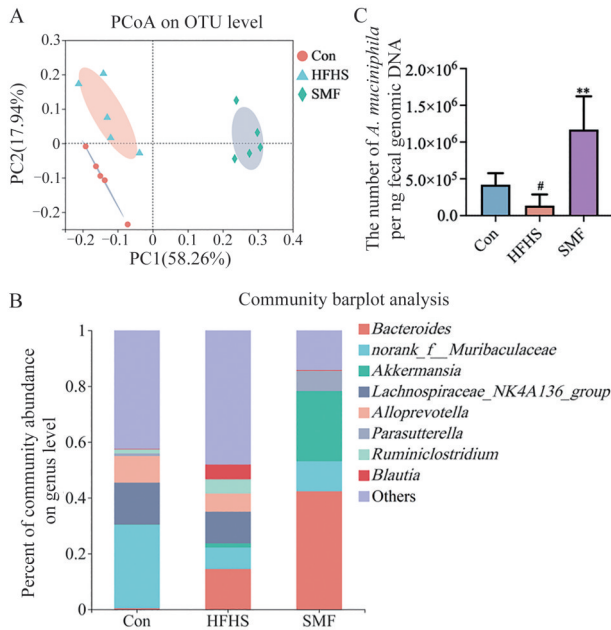 A
PCoA on OTU level
PC2(17.94%)
0.3
0.2
0.1
0
−0.1
−0.2
−0.2
−0.1
0
0.1
0.2
0.3
0.4
PC1(58.26%)
Con
HFHS
SMF
C
The number of A. muciniphila
per ng fecal genomic DNA
2.0×10⁶
1.5×10⁶
1.0×10⁶
5.0×10⁵
0.0
#
**
Con
HFHS
SMF
B
Community barplot analysis
Percent of community abundance
on genus level
1
0.8
0.6
0.4
0.2
0
Con
HFHS
SMF
Bacteroides
norank_f__Muribaculaceae
Akkermansia
Lachnospiraceae_NK4A136_group
Alloprevotella
Parasutterella
Ruminiclostridium
Blautia
Others